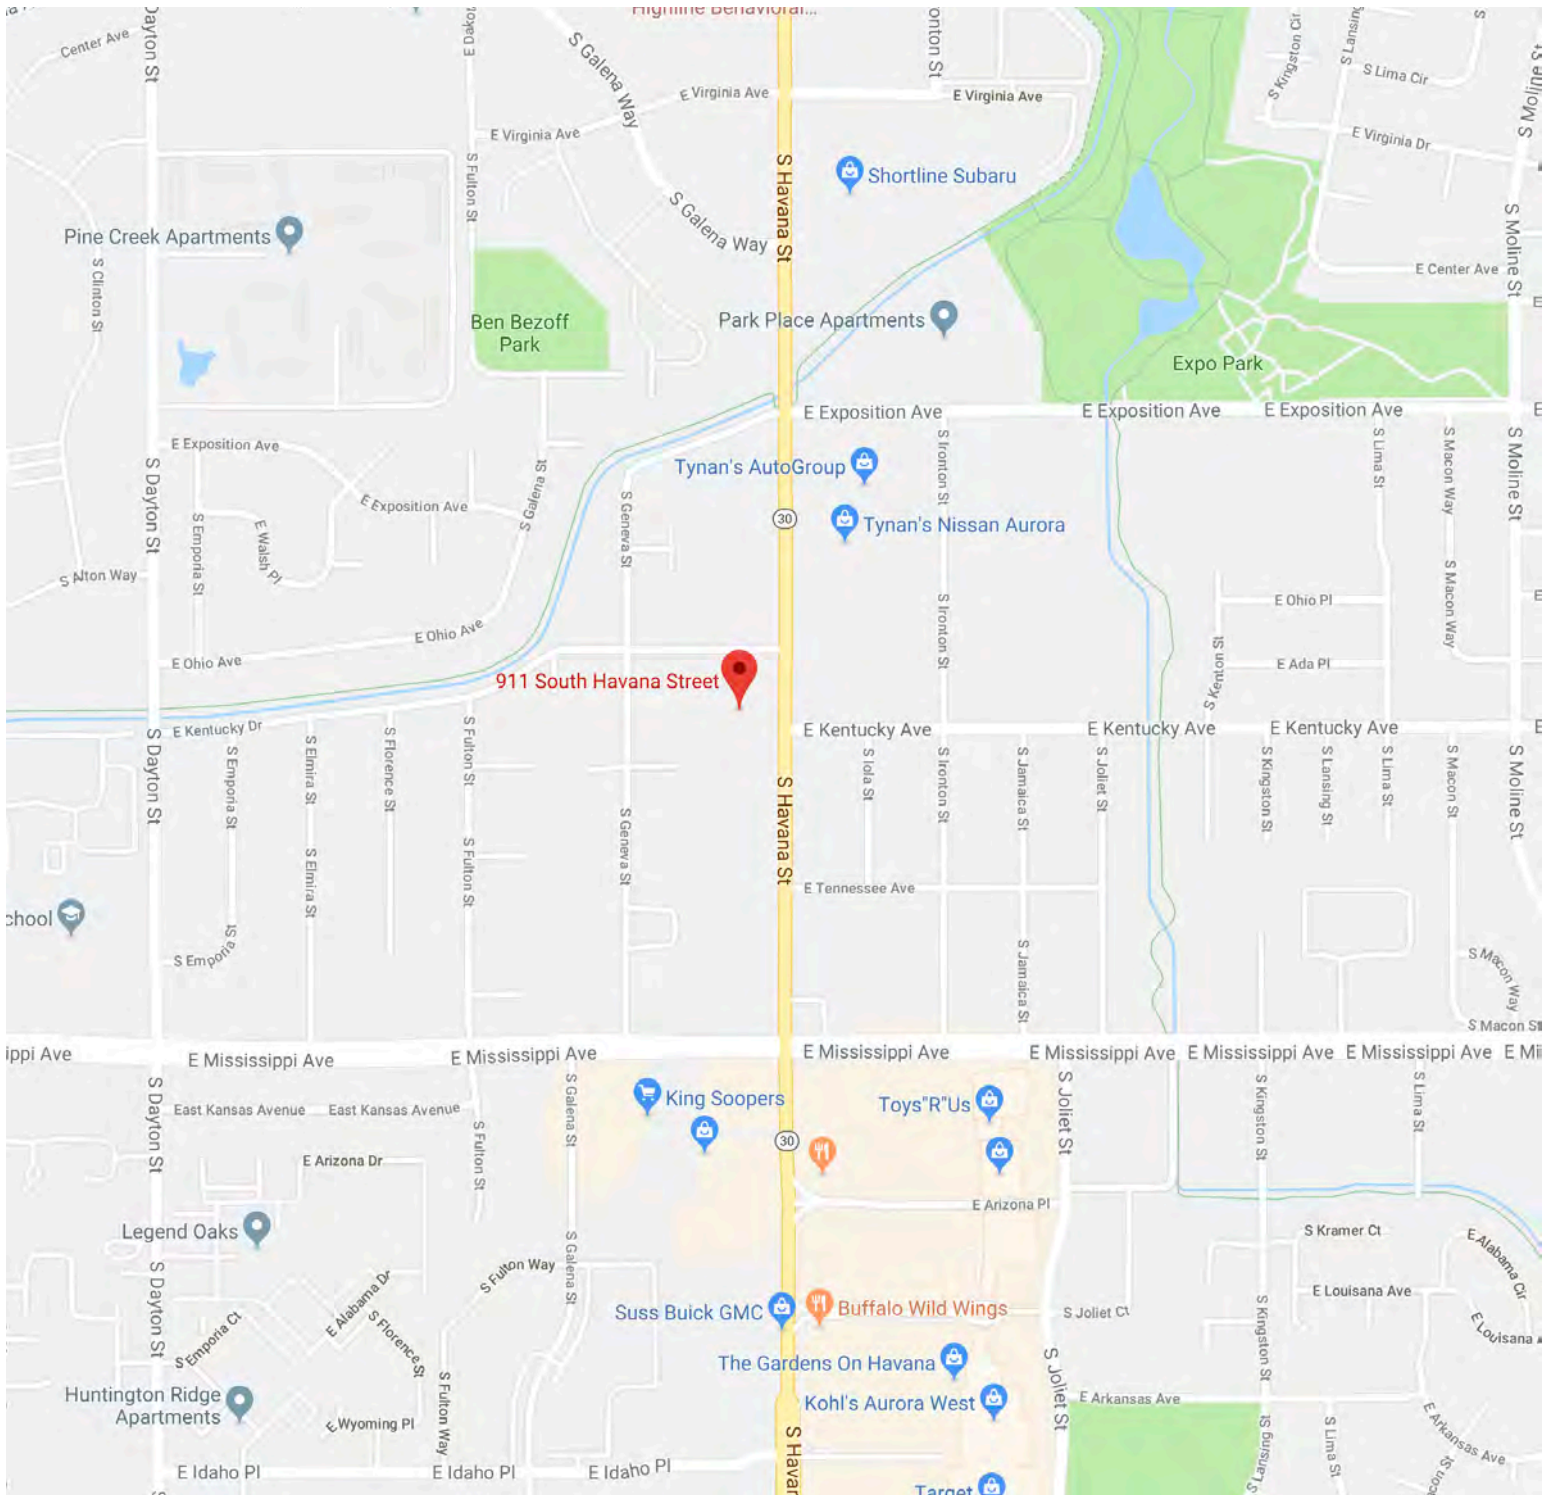 Highline Behavioral...
Center Ave
S Dayton St
S Galena Way
E Virginia Ave
E Virginia Ave
S Kingston Cir
S Lima Cir
E Virginia Dr
E Virginia Ave
S Fulton St
S Havana St
Shortline Subaru
S Galena Way
Pine Creek Apartments
S Clinton St
S Moline St
E Center Ave
Ben Bezoff
Park
Park Place Apartments
Expo Park
E Exposition Ave
E Exposition Ave
E Exposition Ave
E Exposition Ave
S Dayton St
S Galena St
Tynan's AutoGroup
S Ironton St
S Lima St
S Macon Way
S Moline St
E Exposition Ave
S Emporia St
E Walsh Pl
S Geneva St
30
Tynan's Nissan Aurora
S Alton Way
S Ironton St
E Ohio Pl
S Macon Way
E Ohio Ave
E Ohio Ave
E Ada Pl
S Kenton St
911 South Havana Street
E Kentucky Dr
E Kentucky Ave
E Kentucky Ave
E Kentucky Ave
S Dayton St
S Emporia St
S Elmira St
S Florence St
S Fulton St
S Havana St
S Iola St
S Ironton St
S Jamaica St
S Joliet St
S Kingston St
S Lansing St
S Lima St
S Macon St
S Moline St
S Elmira St
S Fulton St
S Geneva St
E Tennessee Ave
chool
S Emporia St
S Jamaica St
S Macon Way
S Macon St
ippi Ave
E Mississippi Ave
E Mississippi Ave
E Mississippi Ave
E Mississippi Ave
E Mississippi Ave
E Mississippi Ave
E Mi
S Dayton St
East Kansas Avenue
East Kansas Avenue
S Galena St
King Soopers
Toys"R"Us
S Joliet St
S Kingston St
S Lima St
E Arizona Dr
S Fulton St
30
E Arizona Pl
Legend Oaks
S Dayton St
S Fulton Way
S Galena St
S Kramer Ct
E Alabama Cir
E Alabama Dr
E Louisana Ave
S Emporia Ct
S Florence St
Suss Buick GMC
Buffalo Wild Wings
S Joliet Ct
S Kingston St
E Louisana
The Gardens On Havana
Huntington Ridge
Apartments
S Fulton Way
Kohl's Aurora West
S Joliet St
E Arkansas Ave
E Wyoming Pl
S Lansing St
S Lima St
E Arkansas Ave
E Idaho Pl
E Idaho Pl
E Idaho Pl
S Havan
Target